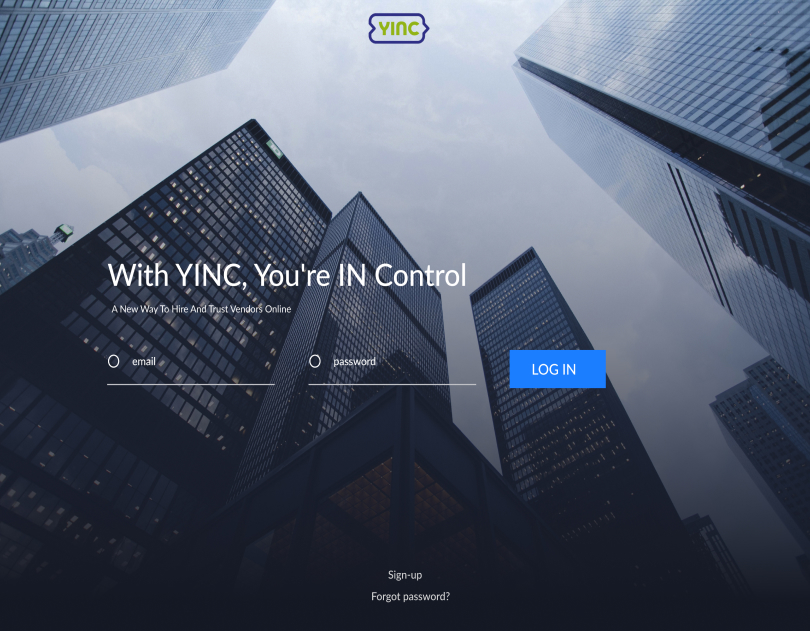 YINC
With YINC, You're IN Control
A New Way To Hire And Trust Vendors Online
email
password
LOG IN
Sign-up
Forgot password?